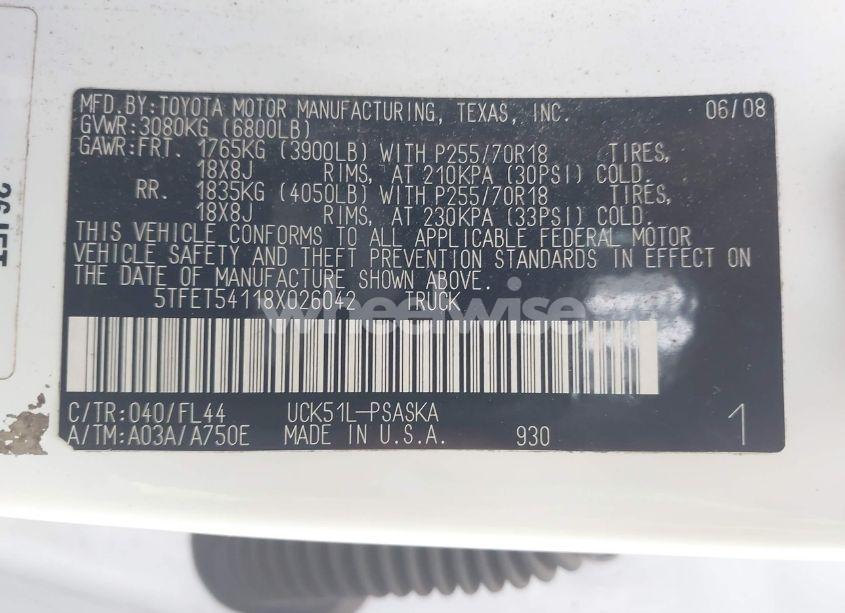 MFD.BY:TOYOTA MOTOR MANUFACTURING, TEXAS, INC. 06/08
GVWR:3080KG (6800LB)
GAWR:FRT. 1765KG (3900LB) WITH P255/70R18 TIRES,
18X8J RIMS, AT 210KPA (30PSI) COLD.
RR. 1835KG (4050LB) WITH P255/70R18 TIRES,
18X8J RIMS, AT 230KPA (33PSI) COLD.
THIS VEHICLE CONFORMS TO ALL APPLICABLE FEDERAL MOTOR
VEHICLE SAFETY AND THEFT PREVENTION STANDARDS IN EFFECT ON
THE DATE OF MANUFACTURE SHOWN ABOVE.
5TFET54118X026042 TRUCK
wheelwise
C/TR:040/FL44 UCK51L-PSASKA
A/TM:A03A/A750E MADE IN U.S.A. 930 1